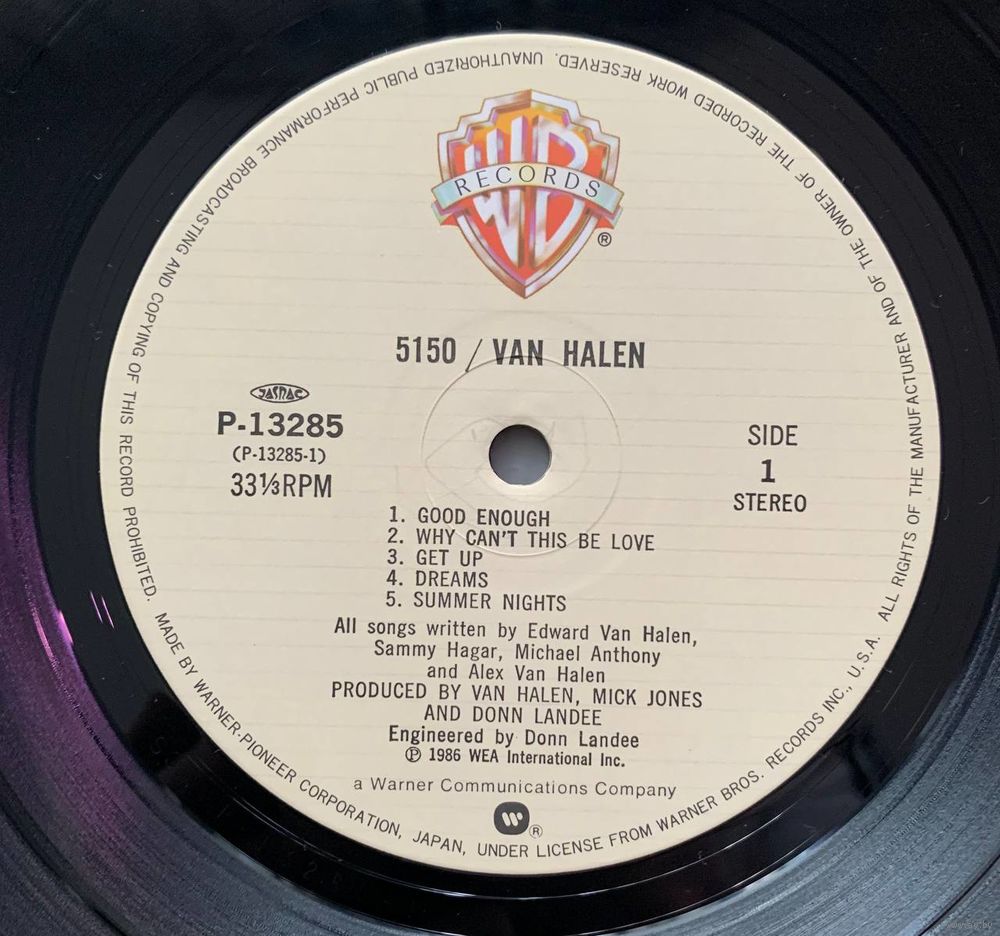 WB
RECORDS
®
5150 / VAN HALEN
JASRAC
P-13285
(P-13285-1)
33⅓RPM
SIDE
1
STEREO
1. GOOD ENOUGH
2. WHY CAN'T THIS BE LOVE
3. GET UP
4. DREAMS
5. SUMMER NIGHTS
All songs written by Edward Van Halen,
Sammy Hagar, Michael Anthony
and Alex Van Halen
PRODUCED BY VAN HALEN, MICK JONES
AND DONN LANDEE
Engineered by Donn Landee
℗ 1986 WEA International Inc.
a Warner Communications Company
®
MADE BY WARNER-PIONEER CORPORATION, JAPAN, UNDER LICENSE FROM WARNER BROS. RECORDS INC., U.S.A. ALL RIGHTS OF THE MANUFACTURER AND OF THE OWNER OF THE RECORDED WORK RESERVED. UNAUTHORIZED PUBLIC PERFORMANCE BROADCASTING AND COPYING OF THIS RECORD PROHIBITED.